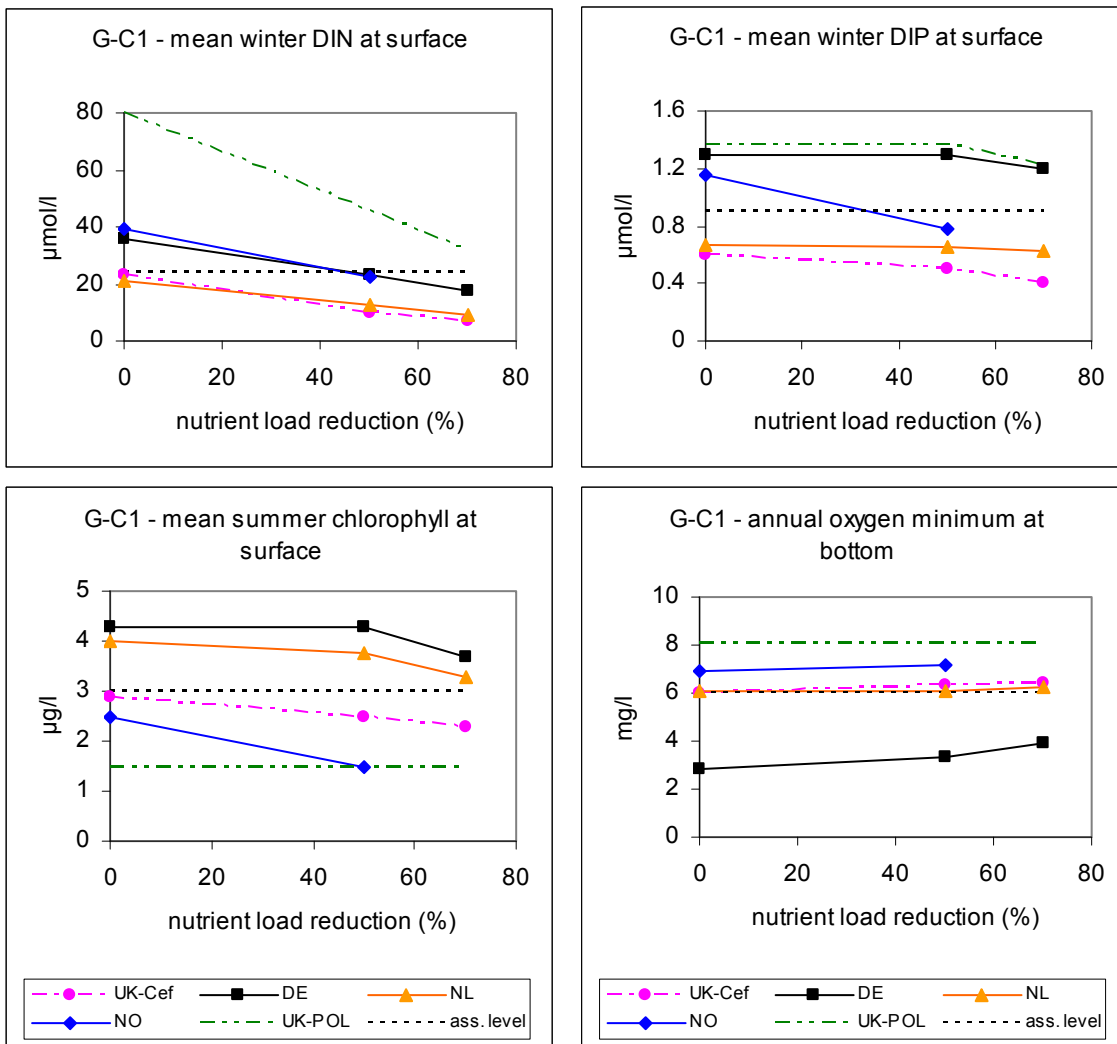 G-C1 - mean winter DIN at surface
80
60
40
20
0
µmol/l
0 20 40 60 80
nutrient load reduction (%)
G-C1 - mean winter DIP at surface
1.6
1.2
0.8
0.4
0
µmol/l
0 20 40 60 80
nutrient load reduction (%)
G-C1 - mean summer chlorophyll at
surface
5
4
3
2
1
0
µg/l
0 20 40 60 80
nutrient load reduction (%)
UK-Cef DE NL
NO UK-POL ass. level
G-C1 - annual oxygen minimum at
bottom
10
8
6
4
2
0
mg/l
0 20 40 60 80
nutrient load reduction (%)
UK-Cef DE NL
NO UK-POL ass. level